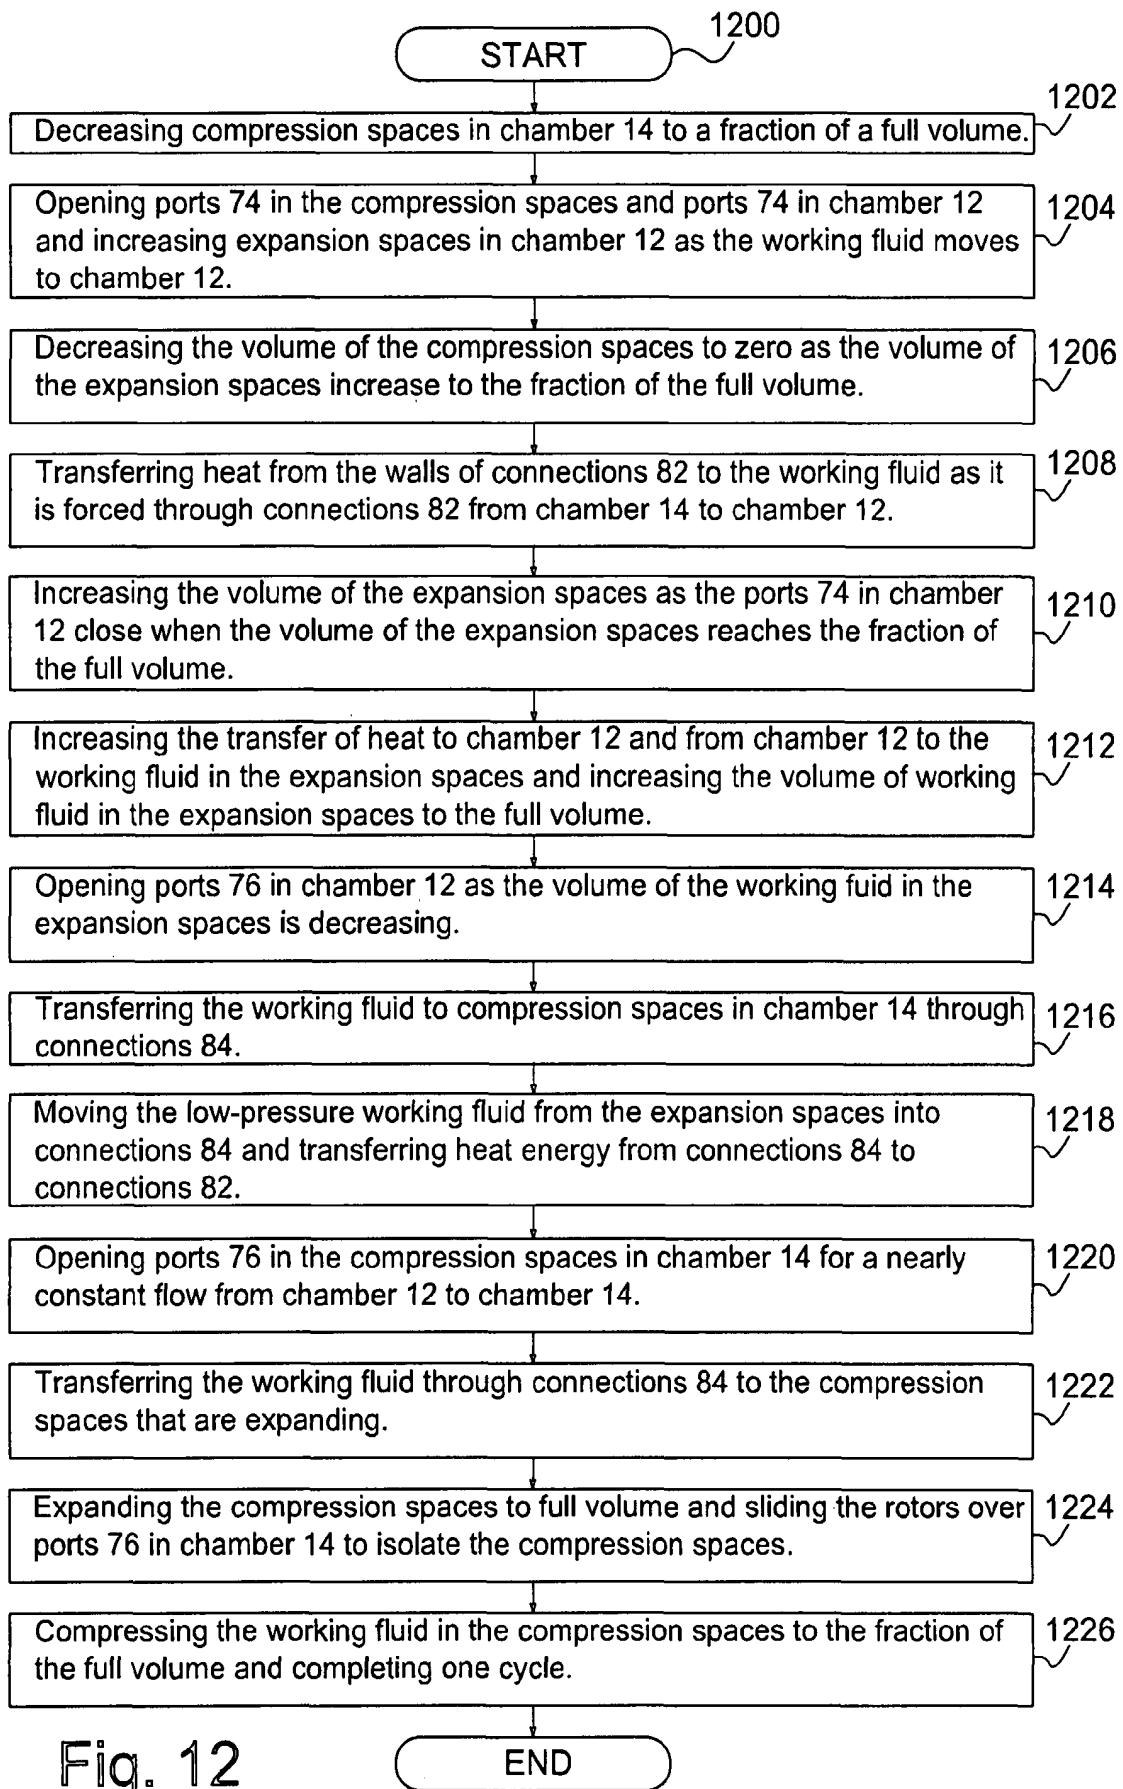 START
1200
1202
Decreasing compression spaces in chamber 14 to a fraction of a full volume.
Opening ports 74 in the compression spaces and ports 74 in chamber 12
1204
and increasing expansion spaces in chamber 12 as the working fluid moves
to chamber 12.
Decreasing the volume of the compression spaces to zero as the volume of
1206
the expansion spaces increase to the fraction of the full volume.
Transferring heat from the walls of connections 82 to the working fluid as it
1208
is forced through connections 82 from chamber 14 to chamber 12.
Increasing the volume of the expansion spaces as the ports 74 in chamber
1210
12 close when the volume of the expansion spaces reaches the fraction of
the full volume.
Increasing the transfer of heat to chamber 12 and from chamber 12 to the
1212
working fluid in the expansion spaces and increasing the volume of working
fluid in the expansion spaces to the full volume.
Opening ports 76 in chamber 12 as the volume of the working fuid in the
1214
expansion spaces is decreasing.
Transferring the working fluid to compression spaces in chamber 14 through
1216
connections 84.
Moving the low-pressure working fluid from the expansion spaces into
1218
connections 84 and transferring heat energy from connections 84 to
connections 82.
Opening ports 76 in the compression spaces in chamber 14 for a nearly
1220
constant flow from chamber 12 to chamber 14.
Transferring the working fluid through connections 84 to the compression
1222
spaces that are expanding.
Expanding the compression spaces to full volume and sliding the rotors over
1224
ports 76 in chamber 14 to isolate the compression spaces.
Compressing the working fluid in the compression spaces to the fraction of
1226
the full volume and completing one cycle.
END
Fig. 12